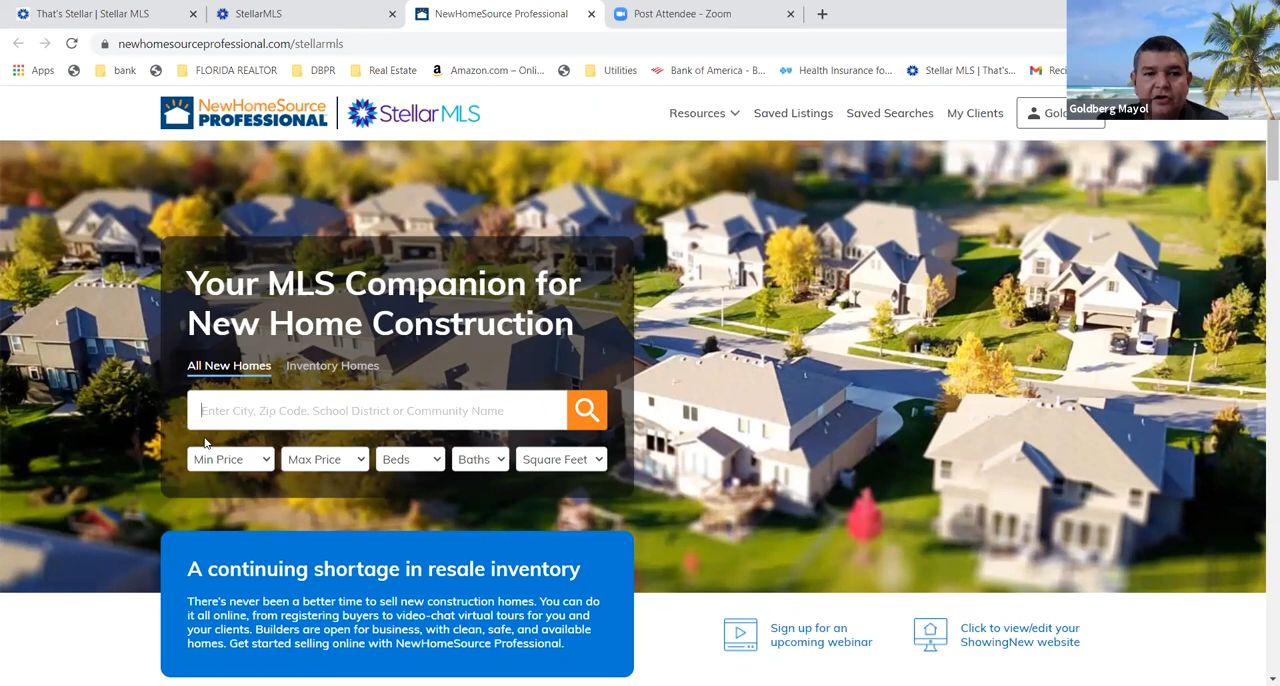 That's Stellar | Stellar MLS
StellarMLS
NewHomeSource Professional
Post Attendee - Zoom
newhomesourceprofessional.com/stellarmls
Apps
bank
FLORIDA REALTOR
DBPR
Real Estate
Amazon.com – Onli...
Utilities
Bank of America - B...
Health Insurance fo...
Stellar MLS | That's...
Reci
Goldberg Mayol
NewHomeSource
PROFESSIONAL
StellarMLS
Resources
Saved Listings
Saved Searches
My Clients
Gol
Your MLS Companion for
New Home Construction
All New Homes
Inventory Homes
Enter City, Zip Code, School District or Community Name
Min Price
Max Price
Beds
Baths
Square Feet
A continuing shortage in resale inventory
There's never been a better time to sell new construction homes. You can do
it all online, from registering buyers to video-chat virtual tours for you and
your clients. Builders are open for business, with clean, safe, and available
homes. Get started selling online with NewHomeSource Professional.
Sign up for an
upcoming webinar
Click to view/edit your
ShowingNew website